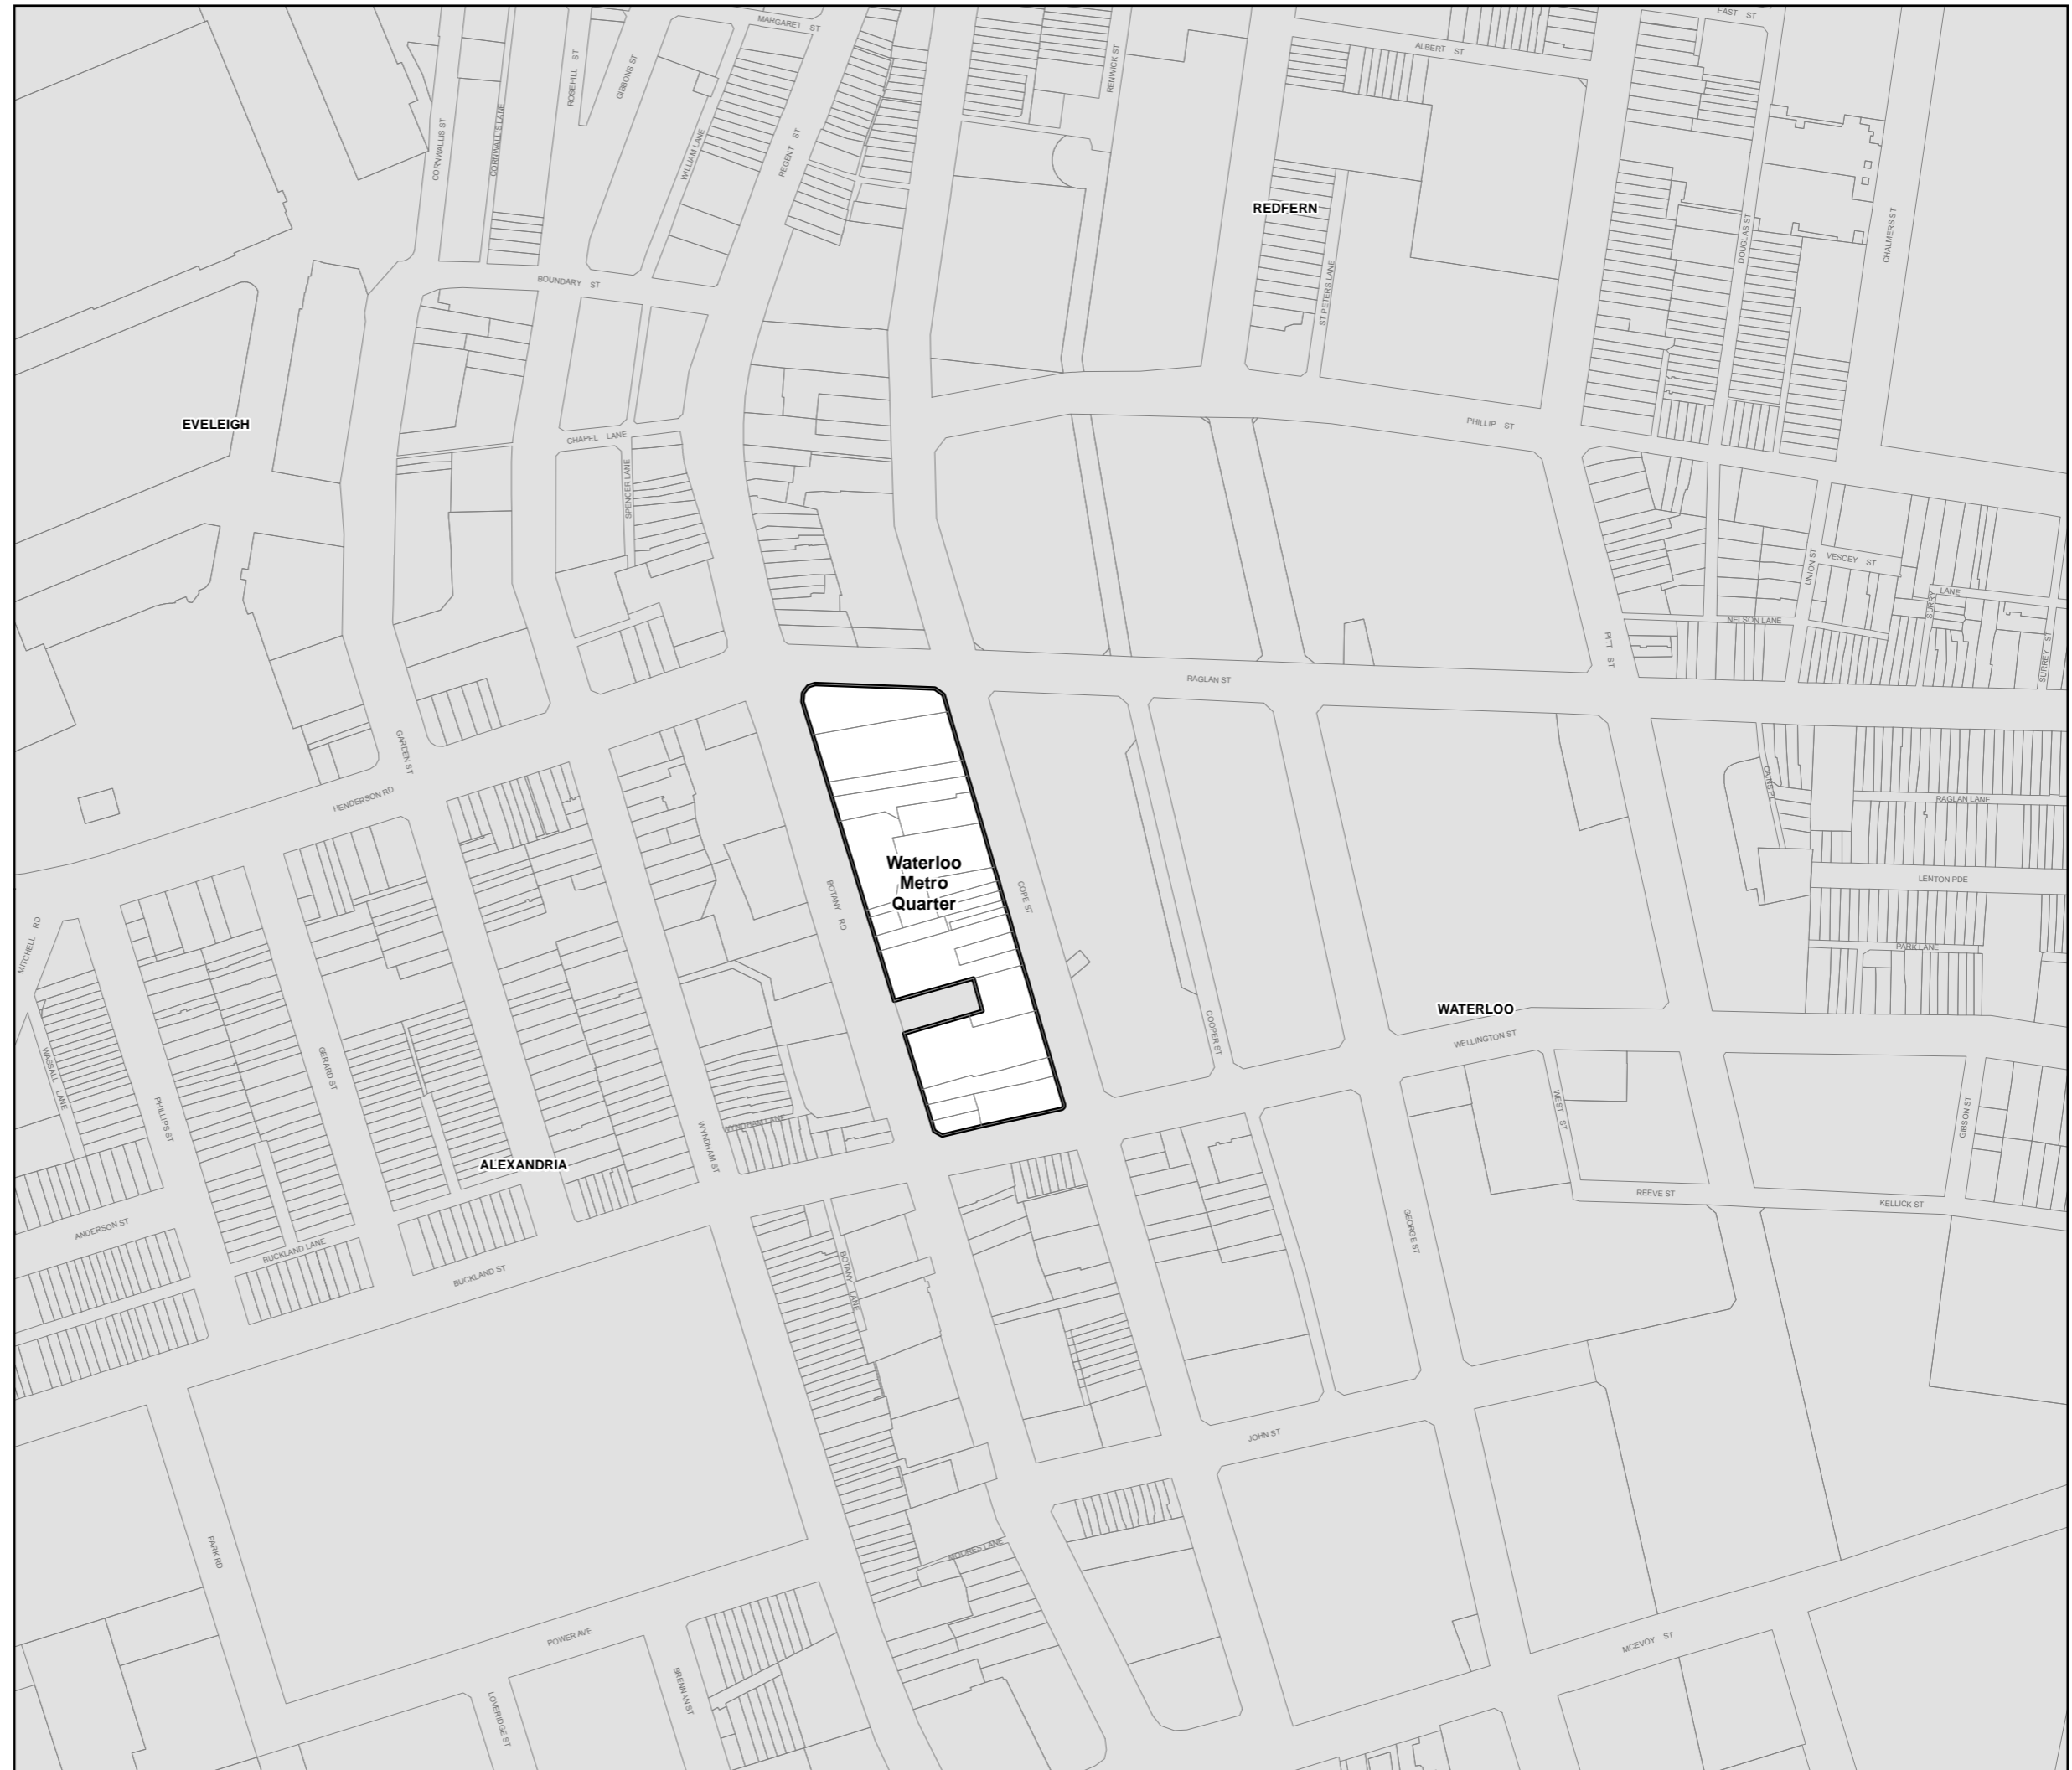 MARGARET ST
EAST ST
ALBERT ST
RENWICK ST
ROSEHILL ST
GIBBONS ST
CORNWALLIS ST
CORNWALLIS LANE
WILLIAM LANE
REGENT ST
REDFERN
DOUGLAS ST
CHALMERS ST
ST PETERS LANE
BOUNDARY ST
EVELEIGH
PHILLIP ST
CHAPEL LANE
SPENCER LANE
UNION ST
VESCEY ST
SURRY
LANE
NELSON LANE
PITT ST
SURREY ST
RAGLAN ST
GARDEN ST
HENDERSON RD
CAINS PL
RAGLAN LANE
Waterloo
Metro
Quarter
BOTANY RD
COPE ST
LENTON PDE
MITCHELL RD
PARK LANE
WATERLOO
COOPER ST
WELLINGTON ST
WASSALL LANE
GERARD ST
PHILLIPS ST
WYNDHAM LANE
WYNDHAM ST
WEST ST
GIBSON ST
ALEXANDRIA
REEVE ST
KELLICK ST
ANDERSON ST
BUCKLAND LANE
BUCKLAND ST
BOTANY LANE
GEORGE ST
JOHN ST
PARK RD
MOORES LANE
POWER AVE
MCEVOY ST
BRENNAN ST
LOVERIDGE ST